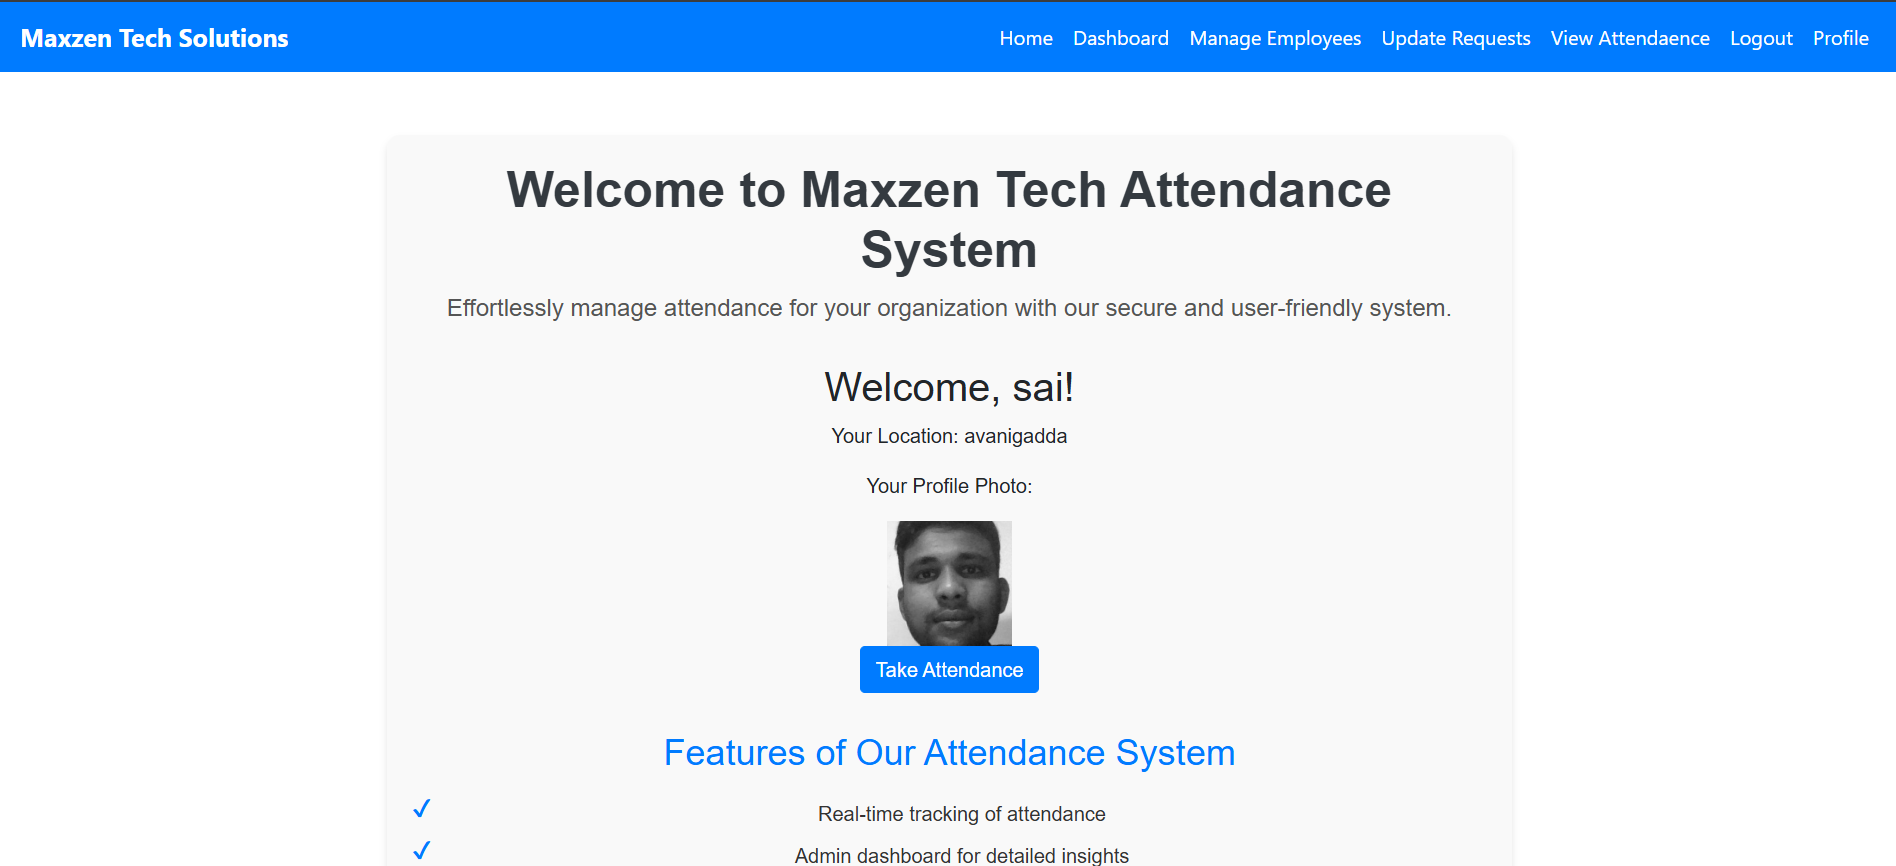 Maxzen Tech Solutions Home Dashboard Manage Employees Update Requests View Attendaence Logout Profile
Welcome to Maxzen Tech Attendance
System
Effortlessly manage attendance for your organization with our secure and user-friendly system.
Welcome, sai!
Your Location: avanigadda
Your Profile Photo:
Take Attendance
Features of Our Attendance System
✓ Real-time tracking of attendance
✓ Admin dashboard for detailed insights